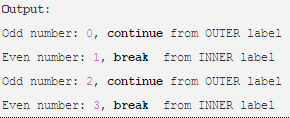 Output:
Odd number: 0, continue from OUTER label
Even number: 1, break from INNER label
Odd number: 2, continue from OUTER label
Even number: 3, break from INNER label